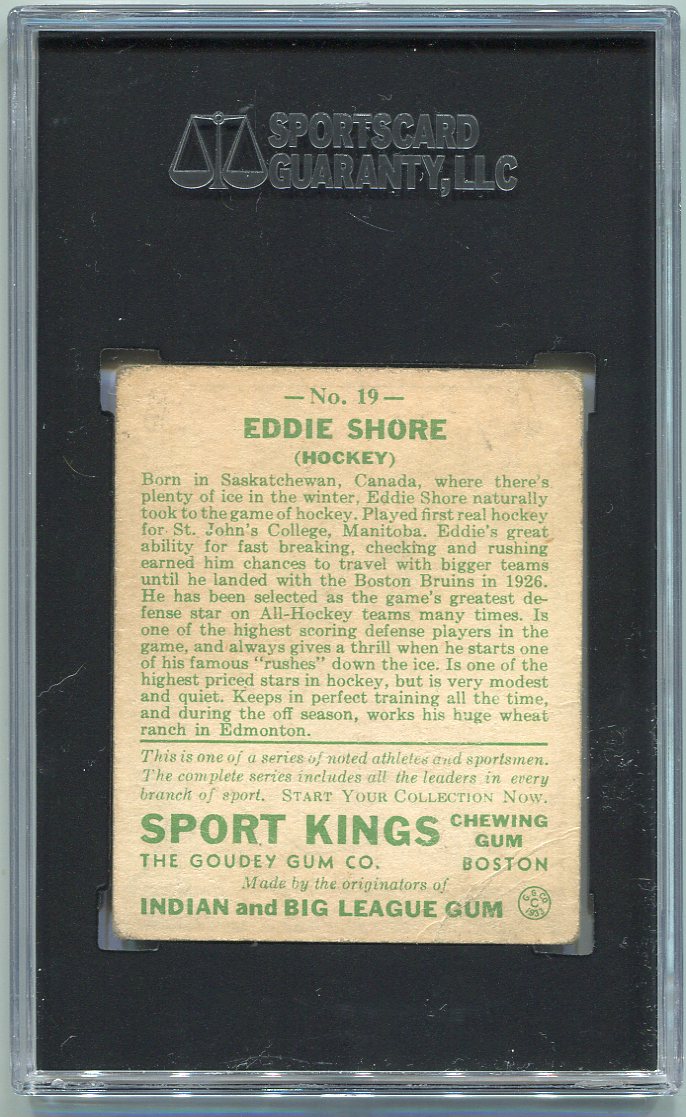 SPORTSCARD
GUARANTY, LLC
— No. 19 —
EDDIE SHORE
(HOCKEY)
Born in Saskatchewan, Canada, where there's
plenty of ice in the winter, Eddie Shore naturally
took to the game of hockey. Played first real hockey
for St. John's College, Manitoba. Eddie's great
ability for fast breaking, checking and rushing
earned him chances to travel with bigger teams
until he landed with the Boston Bruins in 1926.
He has been selected as the game's greatest de-
fense star on All-Hockey teams many times. Is
one of the highest scoring defense players in the
game, and always gives a thrill when he starts one
of his famous "rushes" down the ice. Is one of the
highest priced stars in hockey, but is very modest
and quiet. Keeps in perfect training all the time,
and during the off season, works his huge wheat
ranch in Edmonton.
This is one of a series of noted athletes and sportsmen.
The complete series includes all the leaders in every
branch of sport. START YOUR COLLECTION NOW.
SPORT KINGS CHEWING GUM
THE GOUDEY GUM CO. BOSTON
Made by the originators of
INDIAN and BIG LEAGUE GUM
G. G. CO.
C
1933